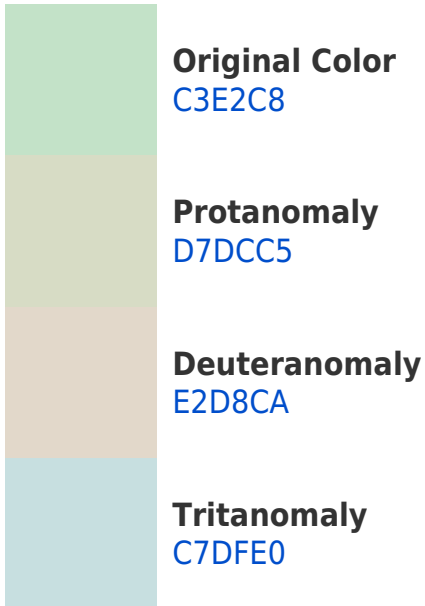 Original Color
C3E2C8
Protanomaly
D7DCC5
Deuteranomaly
E2D8CA
Tritanomaly
C7DFE0